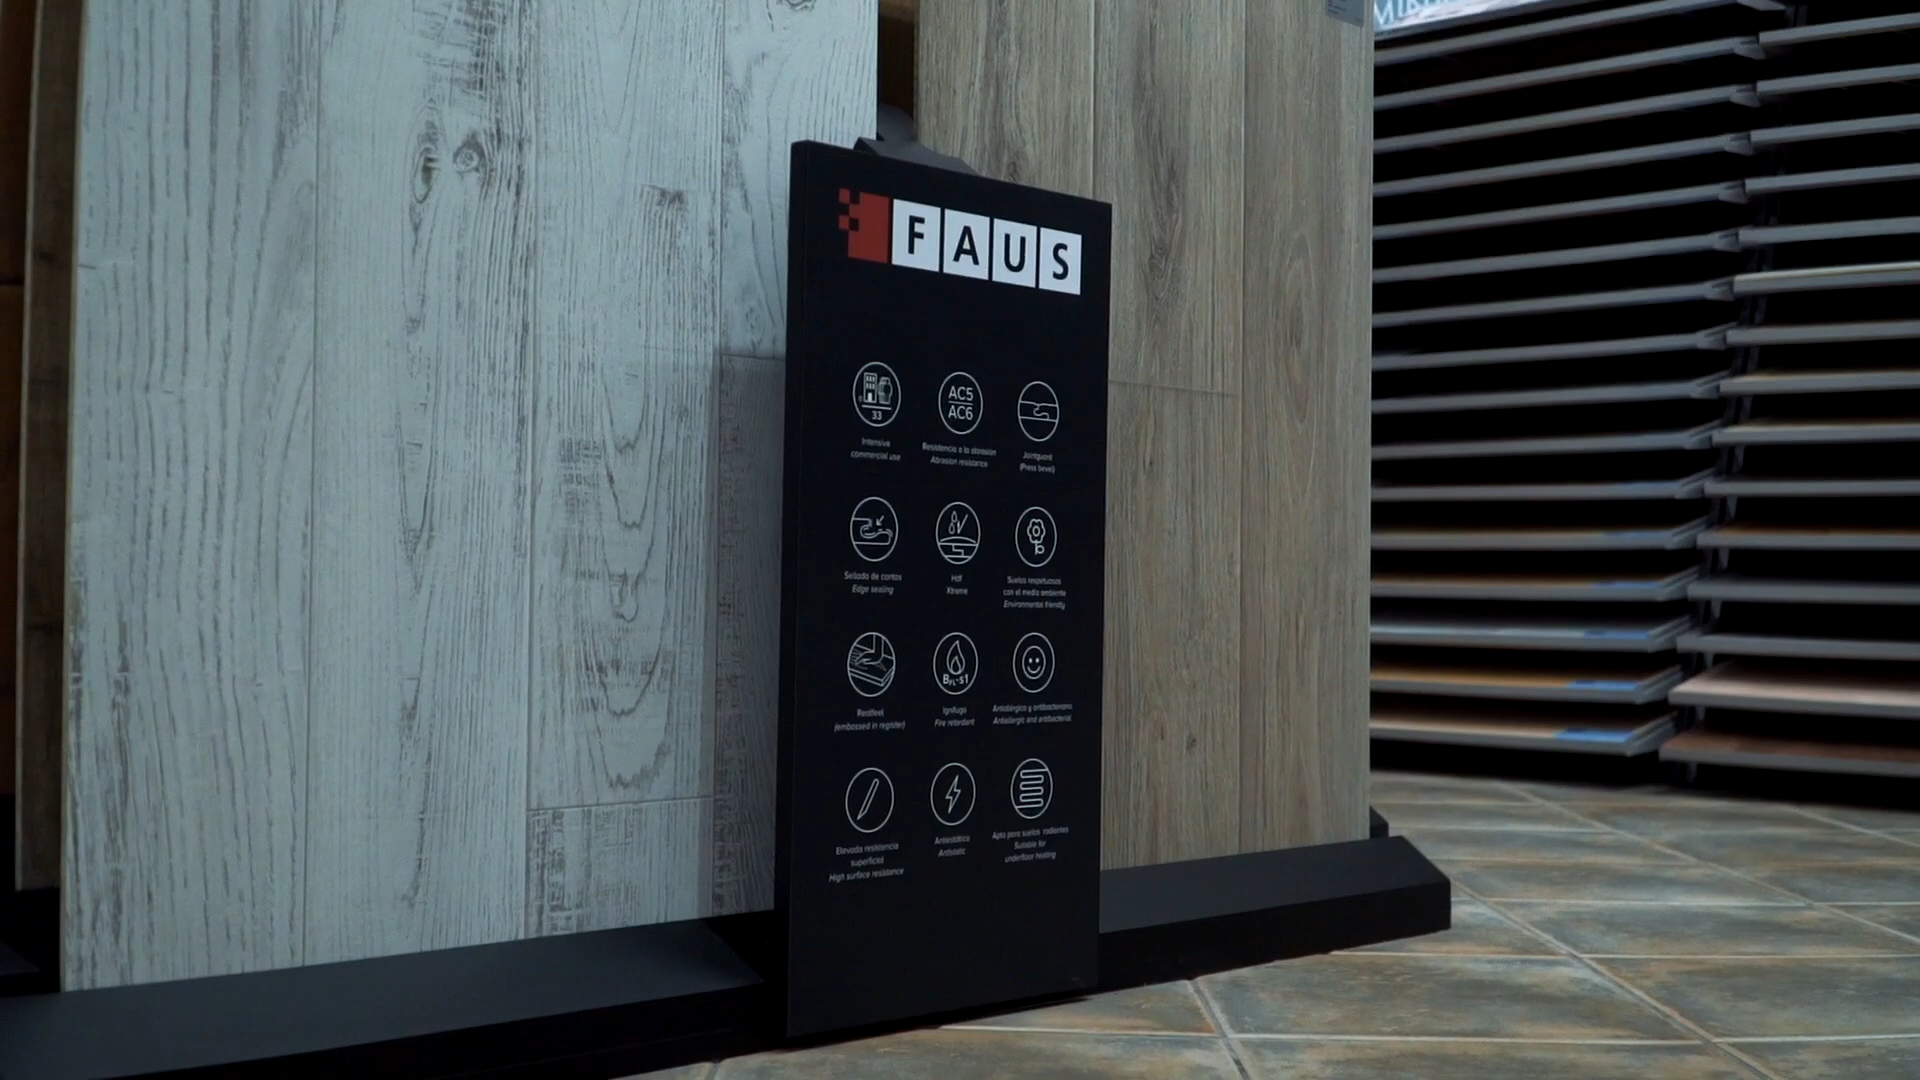 FAUS
33
Intensive
commercial use
AC5
AC6
Resistencia a la abrasion
Abrasion resistance
Jointguard
(Press bevel)
Sellado de cantos
Edge sealing
Hdf
Xtreme
Suelos respetuosos
con el medio ambiente
Environmental friendly
Realfeel
(embossed in register)
BFL-s1
Ignífugo
Fire retardant
Antialérgico y antibacteriano
Antiallergic and antibacterial
Elevada resistencia
superficial
High surface resistance
Antiestático
Antistatic
Apto para suelos radiantes
Suitable for
underfloor heating